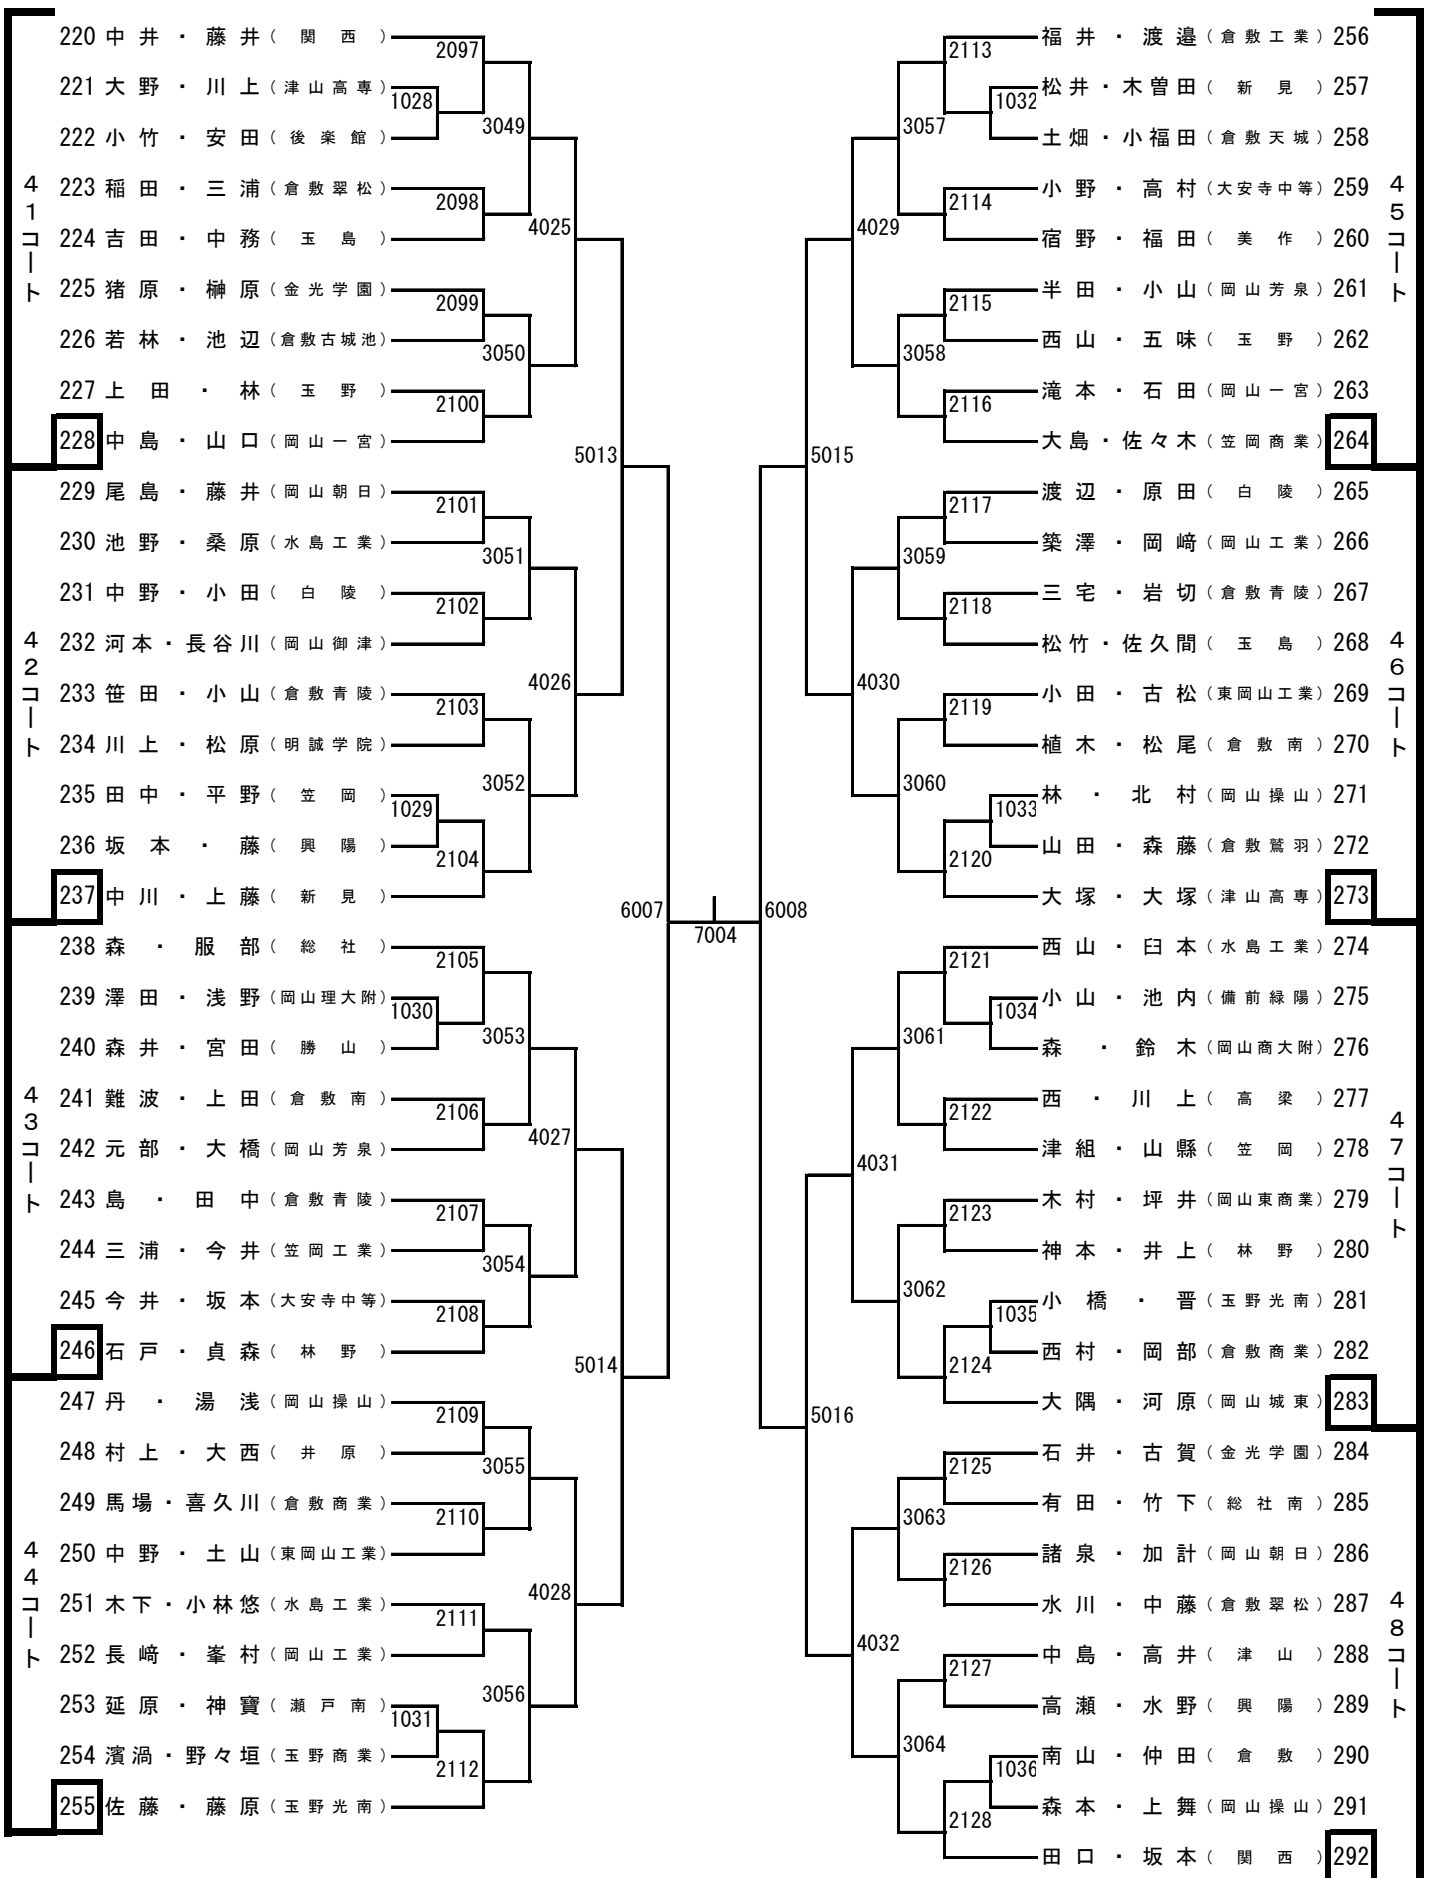 41コート
220 中井・藤井(関西)
221 大野・川上(津山高専)
222 小竹・安田(後楽館)
223 稲田・三浦(倉敷翠松)
224 吉田・中務(玉島)
225 猪原・榊原(金光学園)
226 若林・池辺(倉敷古城池)
227 上田・林(玉野)
228 中島・山口(岡山一宮)
42コート
229 尾島・藤井(岡山朝日)
230 池野・桑原(水島工業)
231 中野・小田(白陵)
232 河本・長谷川(岡山御津)
233 笹田・小山(倉敷青陵)
234 川上・松原(明誠学院)
235 田中・平野(笠岡)
236 坂本・藤(興陽)
237 中川・上藤(新見)
43コート
238 森・服部(総社)
239 澤田・浅野(岡山理大附)
240 森井・宮田(勝山)
241 難波・上田(倉敷南)
242 元部・大橋(岡山芳泉)
243 島・田中(倉敷青陵)
244 三浦・今井(笠岡工業)
245 今井・坂本(大安寺中等)
246 石戸・貞森(林野)
44コート
247 丹・湯浅(岡山操山)
248 村上・大西(井原)
249 馬場・喜久川(倉敷商業)
250 中野・土山(東岡山工業)
251 木下・小林悠(水島工業)
252 長﨑・峯村(岡山工業)
253 延原・神寶(瀬戸南)
254 濱渦・野々垣(玉野商業)
255 佐藤・藤原(玉野光南)
1028
1029
1030
1031
2097
2098
2099
2100
2101
2102
2103
2104
2105
2106
2107
2108
2109
2110
2111
2112
3049
3050
3051
3052
3053
3054
3055
3056
4025
4026
4027
4028
5013
5014
6007
7004
6008
5015
5016
4029
4030
4031
4032
3057
3058
3059
3060
3061
3062
3063
3064
2113
2114
2115
2116
2117
2118
2119
2120
2121
2122
2123
2124
2125
2126
2127
2128
1032
1033
1034
1035
1036
45コート
福井・渡邉(倉敷工業) 256
松井・木曽田(新見) 257
土畑・小福田(倉敷天城) 258
小野・高村(大安寺中等) 259
宿野・福田(美作) 260
半田・小山(岡山芳泉) 261
西山・五味(玉野) 262
滝本・石田(岡山一宮) 263
大島・佐々木(笠岡商業) 264
46コート
渡辺・原田(白陵) 265
築澤・岡﨑(岡山工業) 266
三宅・岩切(倉敷青陵) 267
松竹・佐久間(玉島) 268
小田・古松(東岡山工業) 269
植木・松尾(倉敷南) 270
林・北村(岡山操山) 271
山田・森藤(倉敷鷲羽) 272
大塚・大塚(津山高専) 273
47コート
西山・臼本(水島工業) 274
小山・池内(備前緑陽) 275
森・鈴木(岡山商大附) 276
西・川上(高梁) 277
津組・山縣(笠岡) 278
木村・坪井(岡山東商業) 279
神本・井上(林野) 280
小橋・晋(玉野光南) 281
西村・岡部(倉敷商業) 282
大隅・河原(岡山城東) 283
48コート
石井・古賀(金光学園) 284
有田・竹下(総社南) 285
諸泉・加計(岡山朝日) 286
水川・中藤(倉敷翠松) 287
中島・高井(津山) 288
高瀬・水野(興陽) 289
南山・仲田(倉敷) 290
森本・上舞(岡山操山) 291
田口・坂本(関西) 292